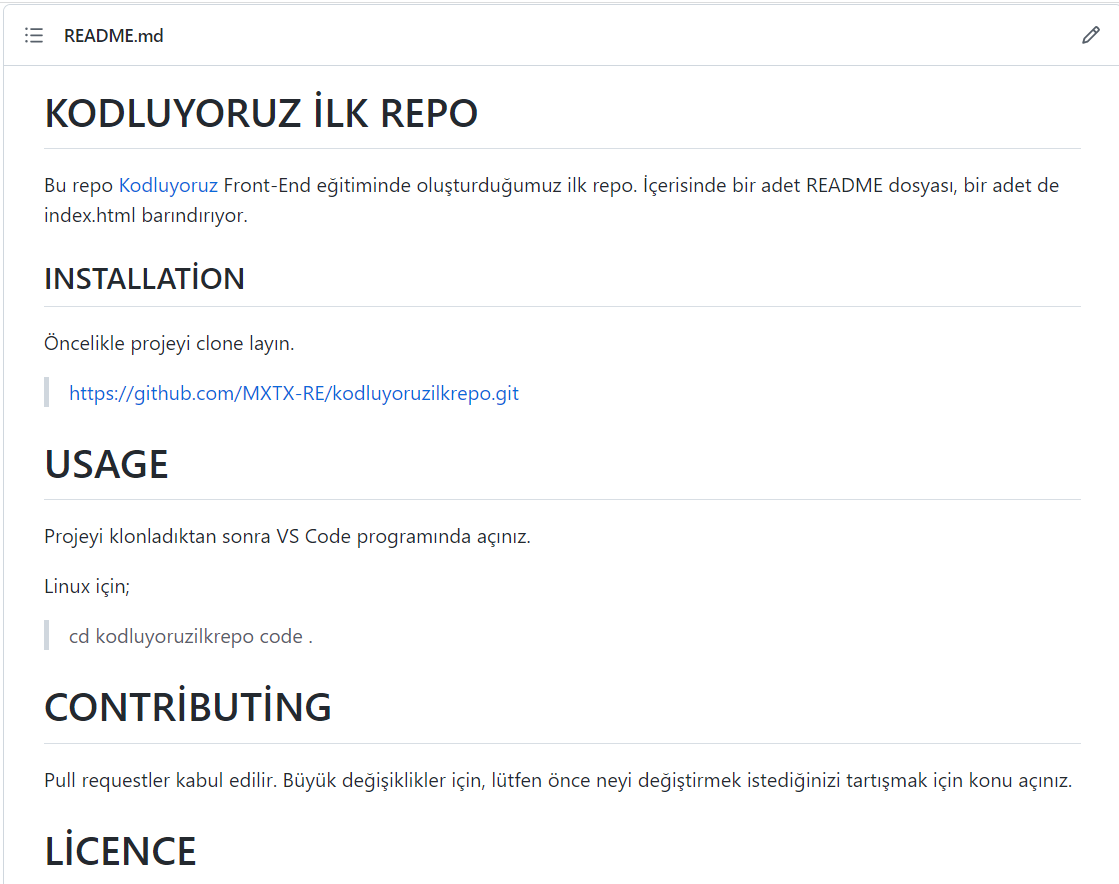 README.md
KODLUYORUZ İLK REPO
Bu repo Kodluyoruz Front-End eğitiminde oluşturduğumuz ilk repo. İçerisinde bir adet README dosyası, bir adet de
index.html barındırıyor.
INSTALLATİON
Öncelikle projeyi clone layın.
https://github.com/MXTX-RE/kodluyoruzilkrepo.git
USAGE
Projeyi klonladıktan sonra VS Code programında açınız.
Linux için;
cd kodluyoruzilkrepo code .
CONTRİBUTİNG
Pull requestler kabul edilir. Büyük değişiklikler için, lütfen önce neyi değiştirmek istediğinizi tartışmak için konu açınız.
LİCENCE